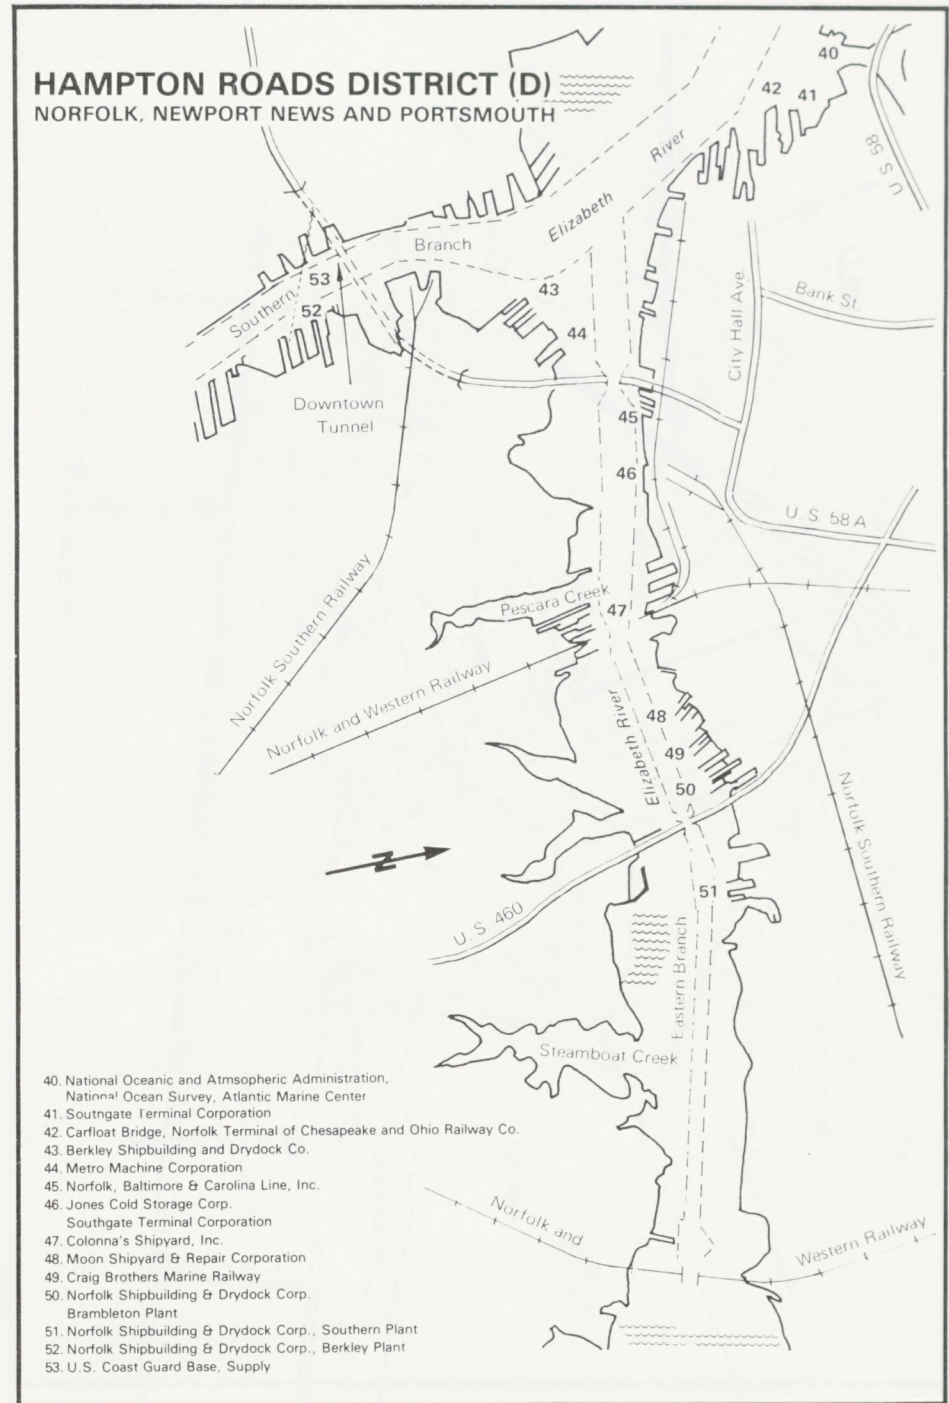 HAMPTON ROADS DISTRICT (D)
NORFOLK, NEWPORT NEWS AND PORTSMOUTH
40
42
41
U.S 58
River
Elizabeth
Branch
Southern
53
52
43
44
Downtown
Tunnel
City Hall Ave.
Bank St.
45
46
U.S. 58A
Norfolk Southern Railway
Pescara Creek
47
Norfolk and Western Railway
Elizabeth River
48
49
50
Norfolk Southern Railway
Z
U.S. 460
51
Eastern Branch
Steamboat Creek
Norfolk and
Western Railway
40. National Oceanic and Atmsopheric Administration,
National Ocean Survey, Atlantic Marine Center
41. Soutngate Terminal Corporation
42. Carfloat Bridge, Norfolk Terminal of Chesapeake and Ohio Railway Co.
43. Berkley Shipbuilding and Drydock Co.
44. Metro Machine Corporation
45. Norfolk, Baltimore & Carolina Line, Inc.
46. Jones Cold Storage Corp.
Southgate Terminal Corporation
47. Colonna's Shipyard, Inc.
48. Moon Shipyard & Repair Corporation
49. Craig Brothers Marine Railway
50. Norfolk Shipbuilding & Drydock Corp.
Brambleton Plant
51. Norfolk Shipbuilding & Drydock Corp., Southern Plant
52. Norfolk Shipbuilding & Drydock Corp., Berkley Plant
53. U.S. Coast Guard Base, Supply